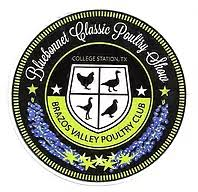 Bluebonnet Classic Poultry Show
COLLEGE STATION, TX
BRAZOS VALLEY POULTRY CLUB